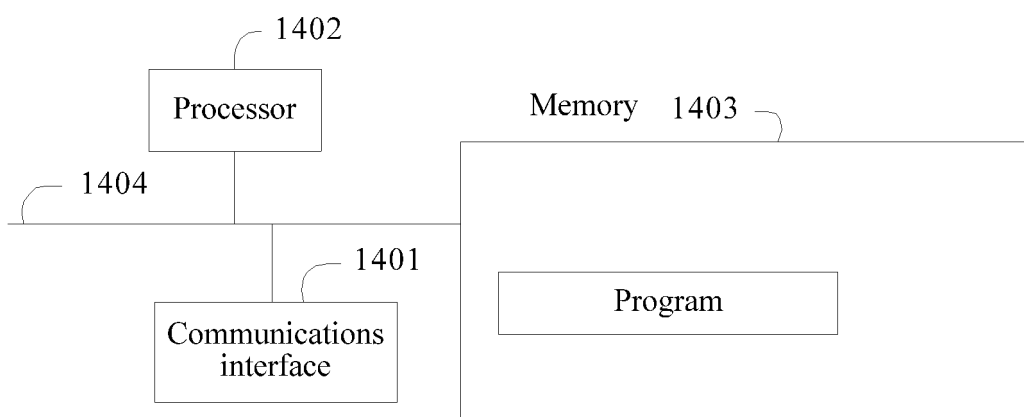 1402
Processor
Memory 1403
1404
1401
Program
Communications
interface